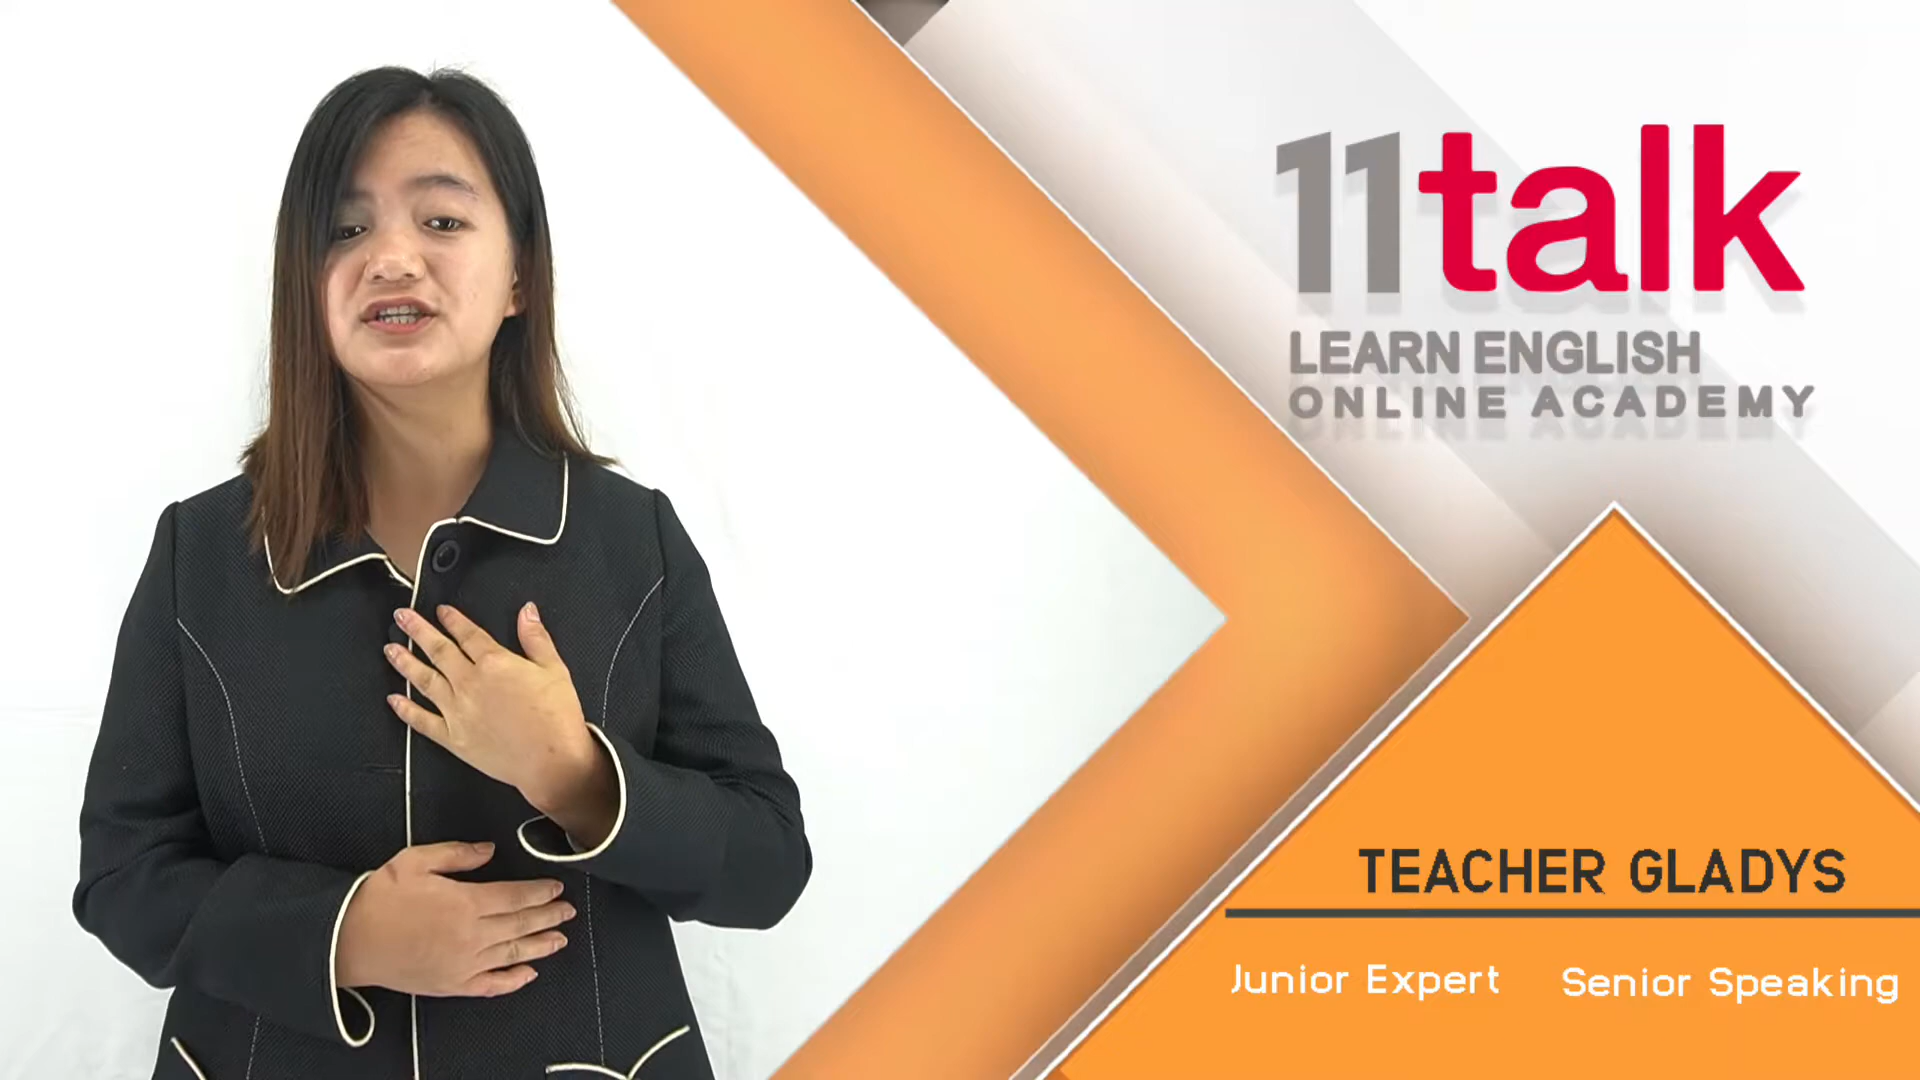 11talk
LEARN ENGLISH
ONLINE ACADEMY
TEACHER GLADYS
Junior Expert Senior Speaking